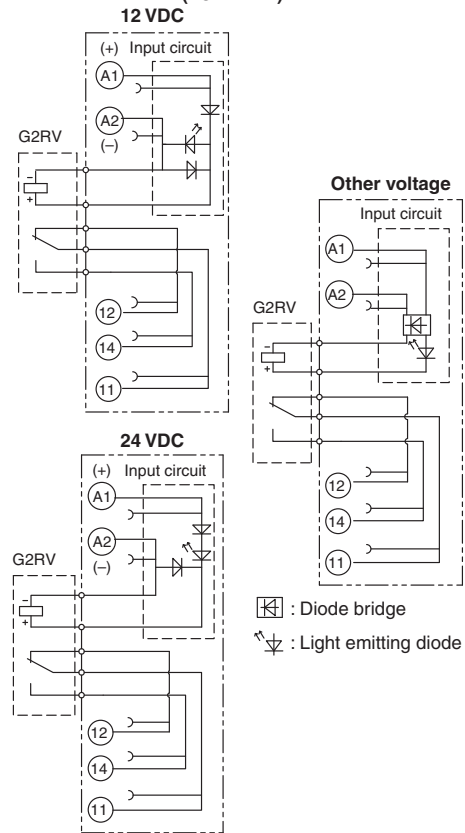 12 VDC
(+) Input circuit
A1
A2
(–)
G2RV
–
+
12
14
11
Other voltage
Input circuit
A1
A2
G2RV
–
+
12
14
11
24 VDC
(+) Input circuit
A1
A2
(–)
G2RV
–
+
12
14
11
: Diode bridge
: Light emitting diode